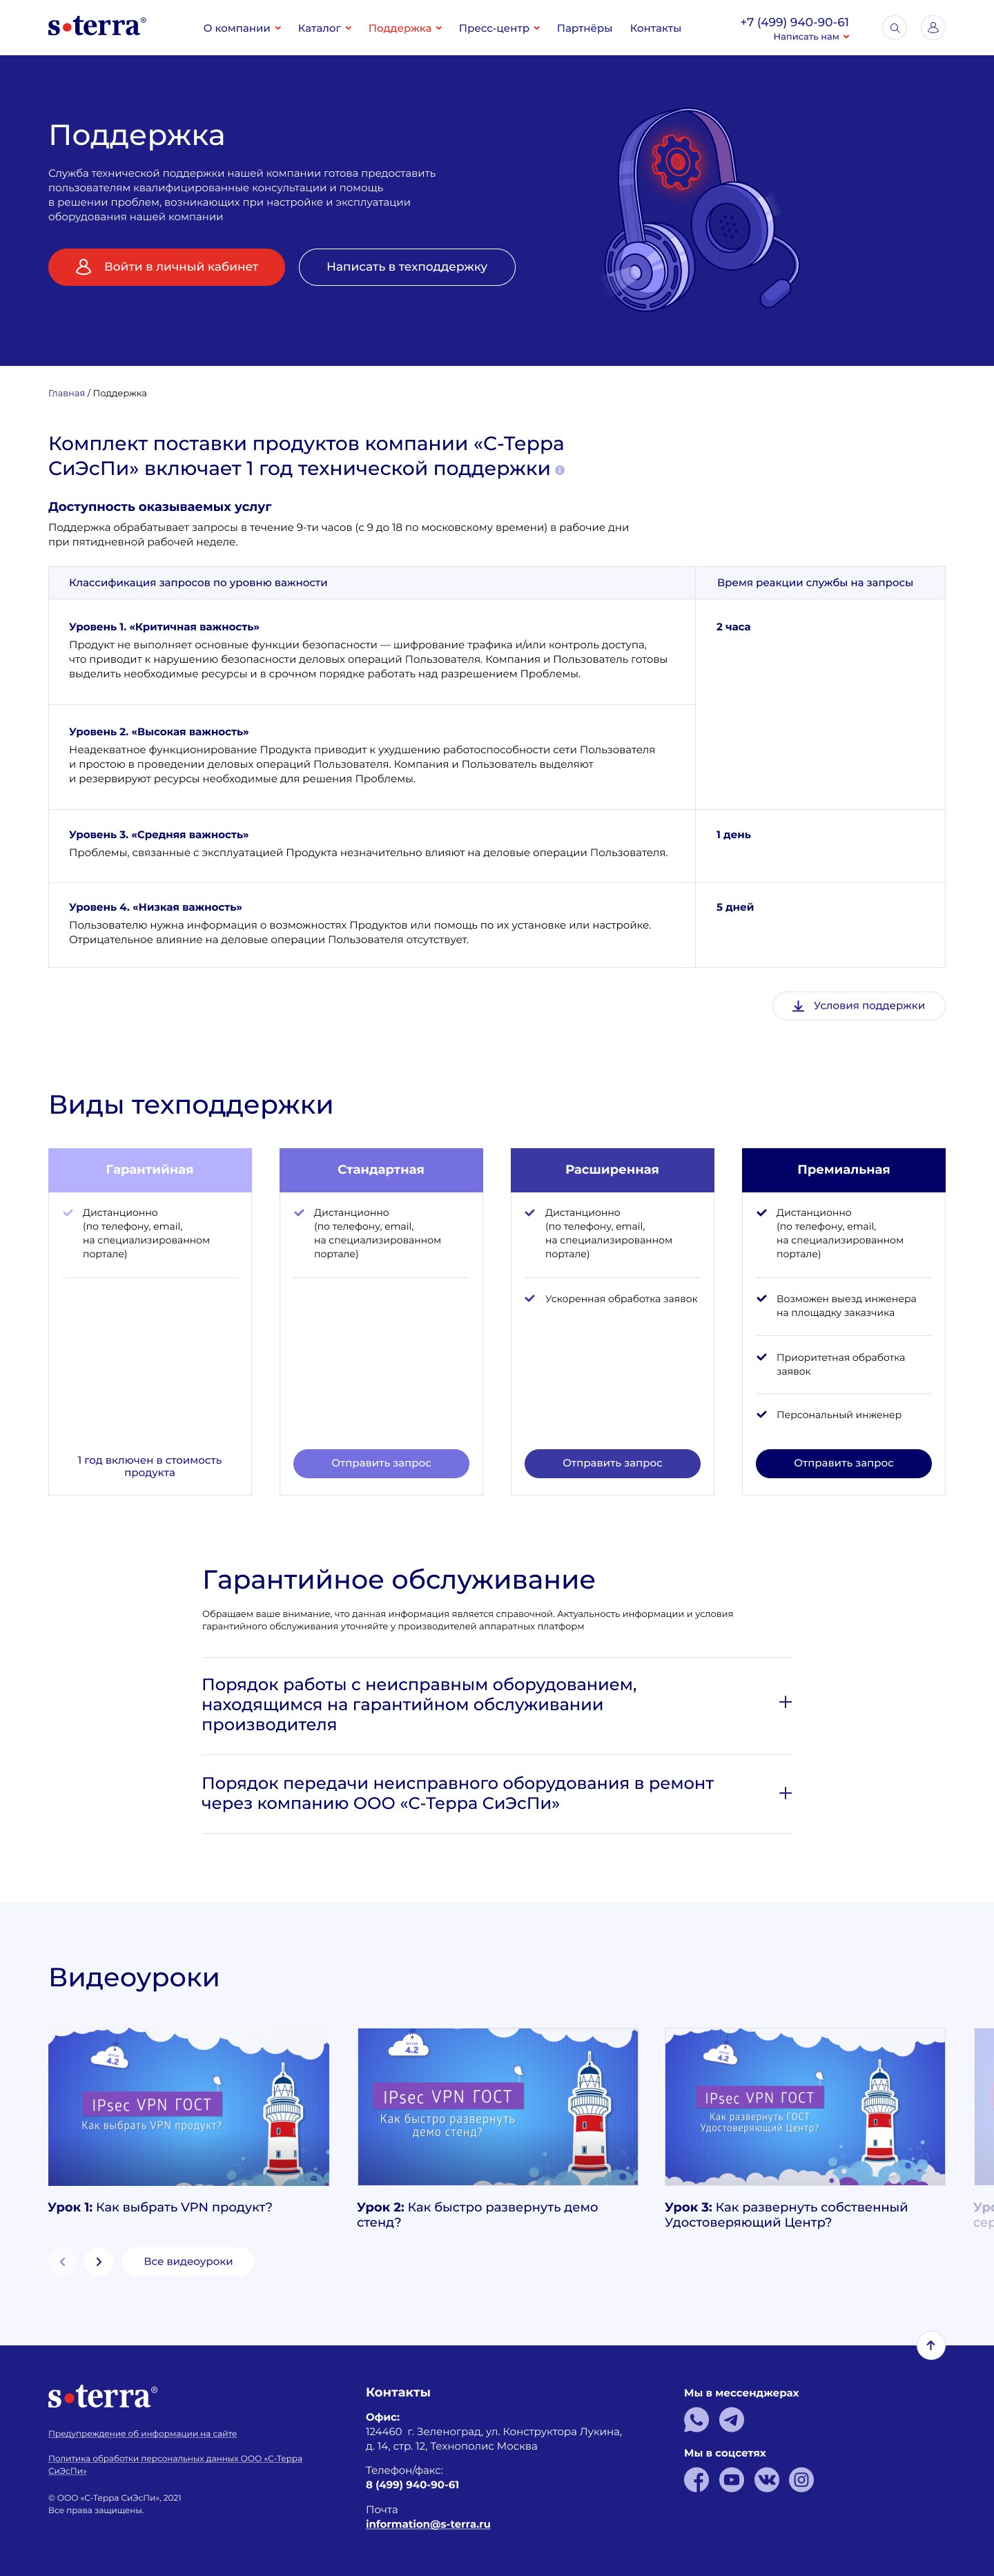 s•terra®
О компании
Каталог
Поддержка
Пресс-центр
Партнёры
Контакты
+7 (499) 940-90-61
Написать нам
Поддержка
Служба технической поддержки нашей компании готова предоставить
пользователям квалифицированные консультации и помощь
в решении проблем, возникающих при настройке и эксплуатации
оборудования нашей компании
Войти в личный кабинет
Написать в техподдержку
Главная / Поддержка
Комплект поставки продуктов компании «С-Терра
СиЭсПи» включает 1 год технической поддержки
Доступность оказываемых услуг
Поддержка обрабатывает запросы в течение 9-ти часов (с 9 до 18 по московскому времени) в рабочие дни
при пятидневной рабочей неделе.
Классификация запросов по уровню важности
Время реакции службы на запросы
Уровень 1. «Критичная важность»
2 часа
Продукт не выполняет основные функции безопасности — шифрование трафика и/или контроль доступа,
что приводит к нарушению безопасности деловых операций Пользователя. Компания и Пользователь готовы
выделить необходимые ресурсы и в срочном порядке работать над разрешением Проблемы.
Уровень 2. «Высокая важность»
Неадекватное функционирование Продукта приводит к ухудшению работоспособности сети Пользователя
и простою в проведении деловых операций Пользователя. Компания и Пользователь выделяют
и резервируют ресурсы необходимые для решения Проблемы.
Уровень 3. «Средняя важность»
1 день
Проблемы, связанные с эксплуатацией Продукта незначительно влияют на деловые операции Пользователя.
Уровень 4. «Низкая важность»
5 дней
Пользователю нужна информация о возможностях Продуктов или помощь по их установке или настройке.
Отрицательное влияние на деловые операции Пользователя отсутствует.
Условия поддержки
Виды техподдержки
Гарантийная
Дистанционно
(по телефону, email,
на специализированном
портале)
1 год включен в стоимость
продукта
Стандартная
Дистанционно
(по телефону, email,
на специализированном
портале)
Отправить запрос
Расширенная
Дистанционно
(по телефону, email,
на специализированном
портале)
Ускоренная обработка заявок
Отправить запрос
Премиальная
Дистанционно
(по телефону, email,
на специализированном
портале)
Возможен выезд инженера
на площадку заказчика
Приоритетная обработка
заявок
Персональный инженер
Отправить запрос
Гарантийное обслуживание
Обращаем ваше внимание, что данная информация является справочной. Актуальность информации и условия
гарантийного обслуживания уточняйте у производителей аппаратных платформ
Порядок работы с неисправным оборудованием,
находящимся на гарантийном обслуживании
производителя
Порядок передачи неисправного оборудования в ремонт
через компанию ООО «С-Терра СиЭсПи»
Видеоуроки
4.2
IPsec VPN ГОСТ
Как выбрать VPN продукт?
Урок 1: Как выбрать VPN продукт?
4.2
IPsec VPN ГОСТ
Как быстро развернуть
демо стенд?
Урок 2: Как быстро развернуть демо
стенд?
4.2
IPsec VPN ГОСТ
Как развернуть ГОСТ
Удостоверяющий Центр?
Урок 3: Как развернуть собственный
Удостоверяющий Центр?
Все видеоуроки
s•terra®
Предупреждение об информации на сайте
Политика обработки персональных данных ООО «С-Терра
СиЭсПи»
© ООО «С-Терра СиЭсПи», 2021
Все права защищены.
Контакты
Офис:
124460 г. Зеленоград, ул. Конструктора Лукина,
д. 14, стр. 12, Технополис Москва
Телефон/факс:
8 (499) 940-90-61
Почта
information@s-terra.ru
Мы в мессенджерах
Мы в соцсетях